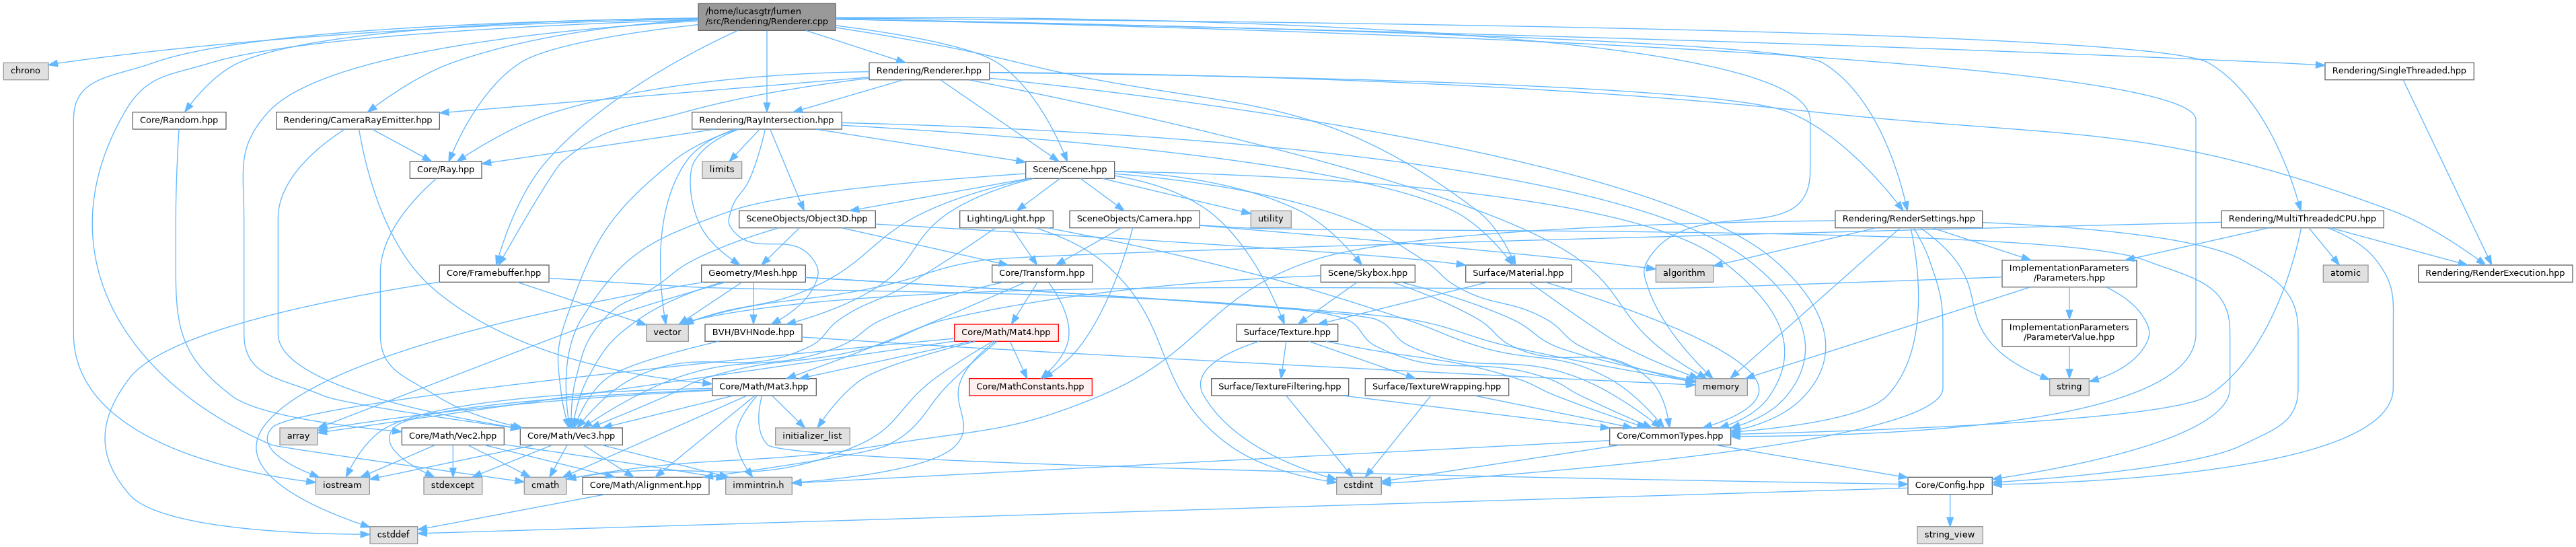 /home/lucasgtr/lumen
/src/Rendering/Renderer.cpp
chrono
Rendering/Renderer.hpp
Rendering/SingleThreaded.hpp
Core/Random.hpp
Rendering/CameraRayEmitter.hpp
Rendering/RayIntersection.hpp
Core/Ray.hpp
limits
Scene/Scene.hpp
SceneObjects/Object3D.hpp
Lighting/Light.hpp
SceneObjects/Camera.hpp
utility
Rendering/RenderSettings.hpp
Rendering/MultiThreadedCPU.hpp
Core/Framebuffer.hpp
Geometry/Mesh.hpp
Core/Transform.hpp
Scene/Skybox.hpp
Surface/Material.hpp
algorithm
ImplementationParameters
/Parameters.hpp
atomic
Rendering/RenderExecution.hpp
vector
BVH/BVHNode.hpp
Core/Math/Mat4.hpp
Surface/Texture.hpp
ImplementationParameters
/ParameterValue.hpp
Core/Math/Mat3.hpp
Core/MathConstants.hpp
Surface/TextureFiltering.hpp
Surface/TextureWrapping.hpp
memory
string
array
Core/Math/Vec2.hpp
Core/Math/Vec3.hpp
initializer_list
Core/CommonTypes.hpp
iostream
stdexcept
cmath
Core/Math/Alignment.hpp
immintrin.h
cstdint
Core/Config.hpp
cstddef
string_view